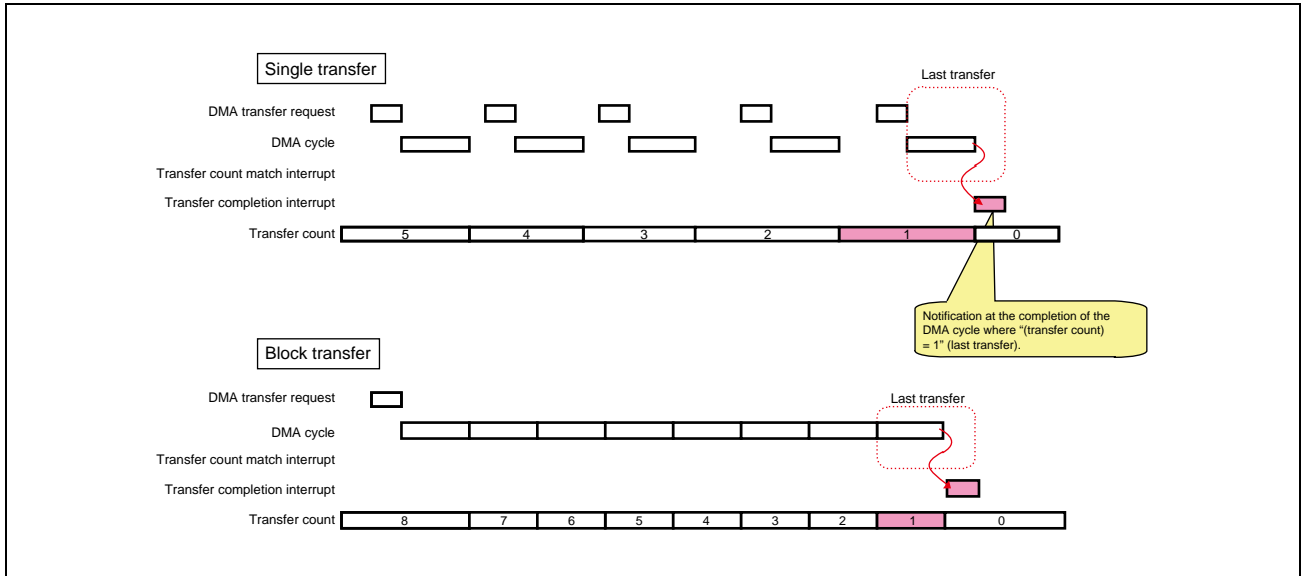 Single transfer
Last transfer
DMA transfer request
DMA cycle
Transfer count match interrupt
Transfer completion interrupt
Transfer count 5 4 3 2 1 0
Notification at the completion of the
DMA cycle where “(transfer count)
= 1” (last transfer).
Block transfer
DMA transfer request
Last transfer
DMA cycle
Transfer count match interrupt
Transfer completion interrupt
Transfer count 8 7 6 5 4 3 2 1 0